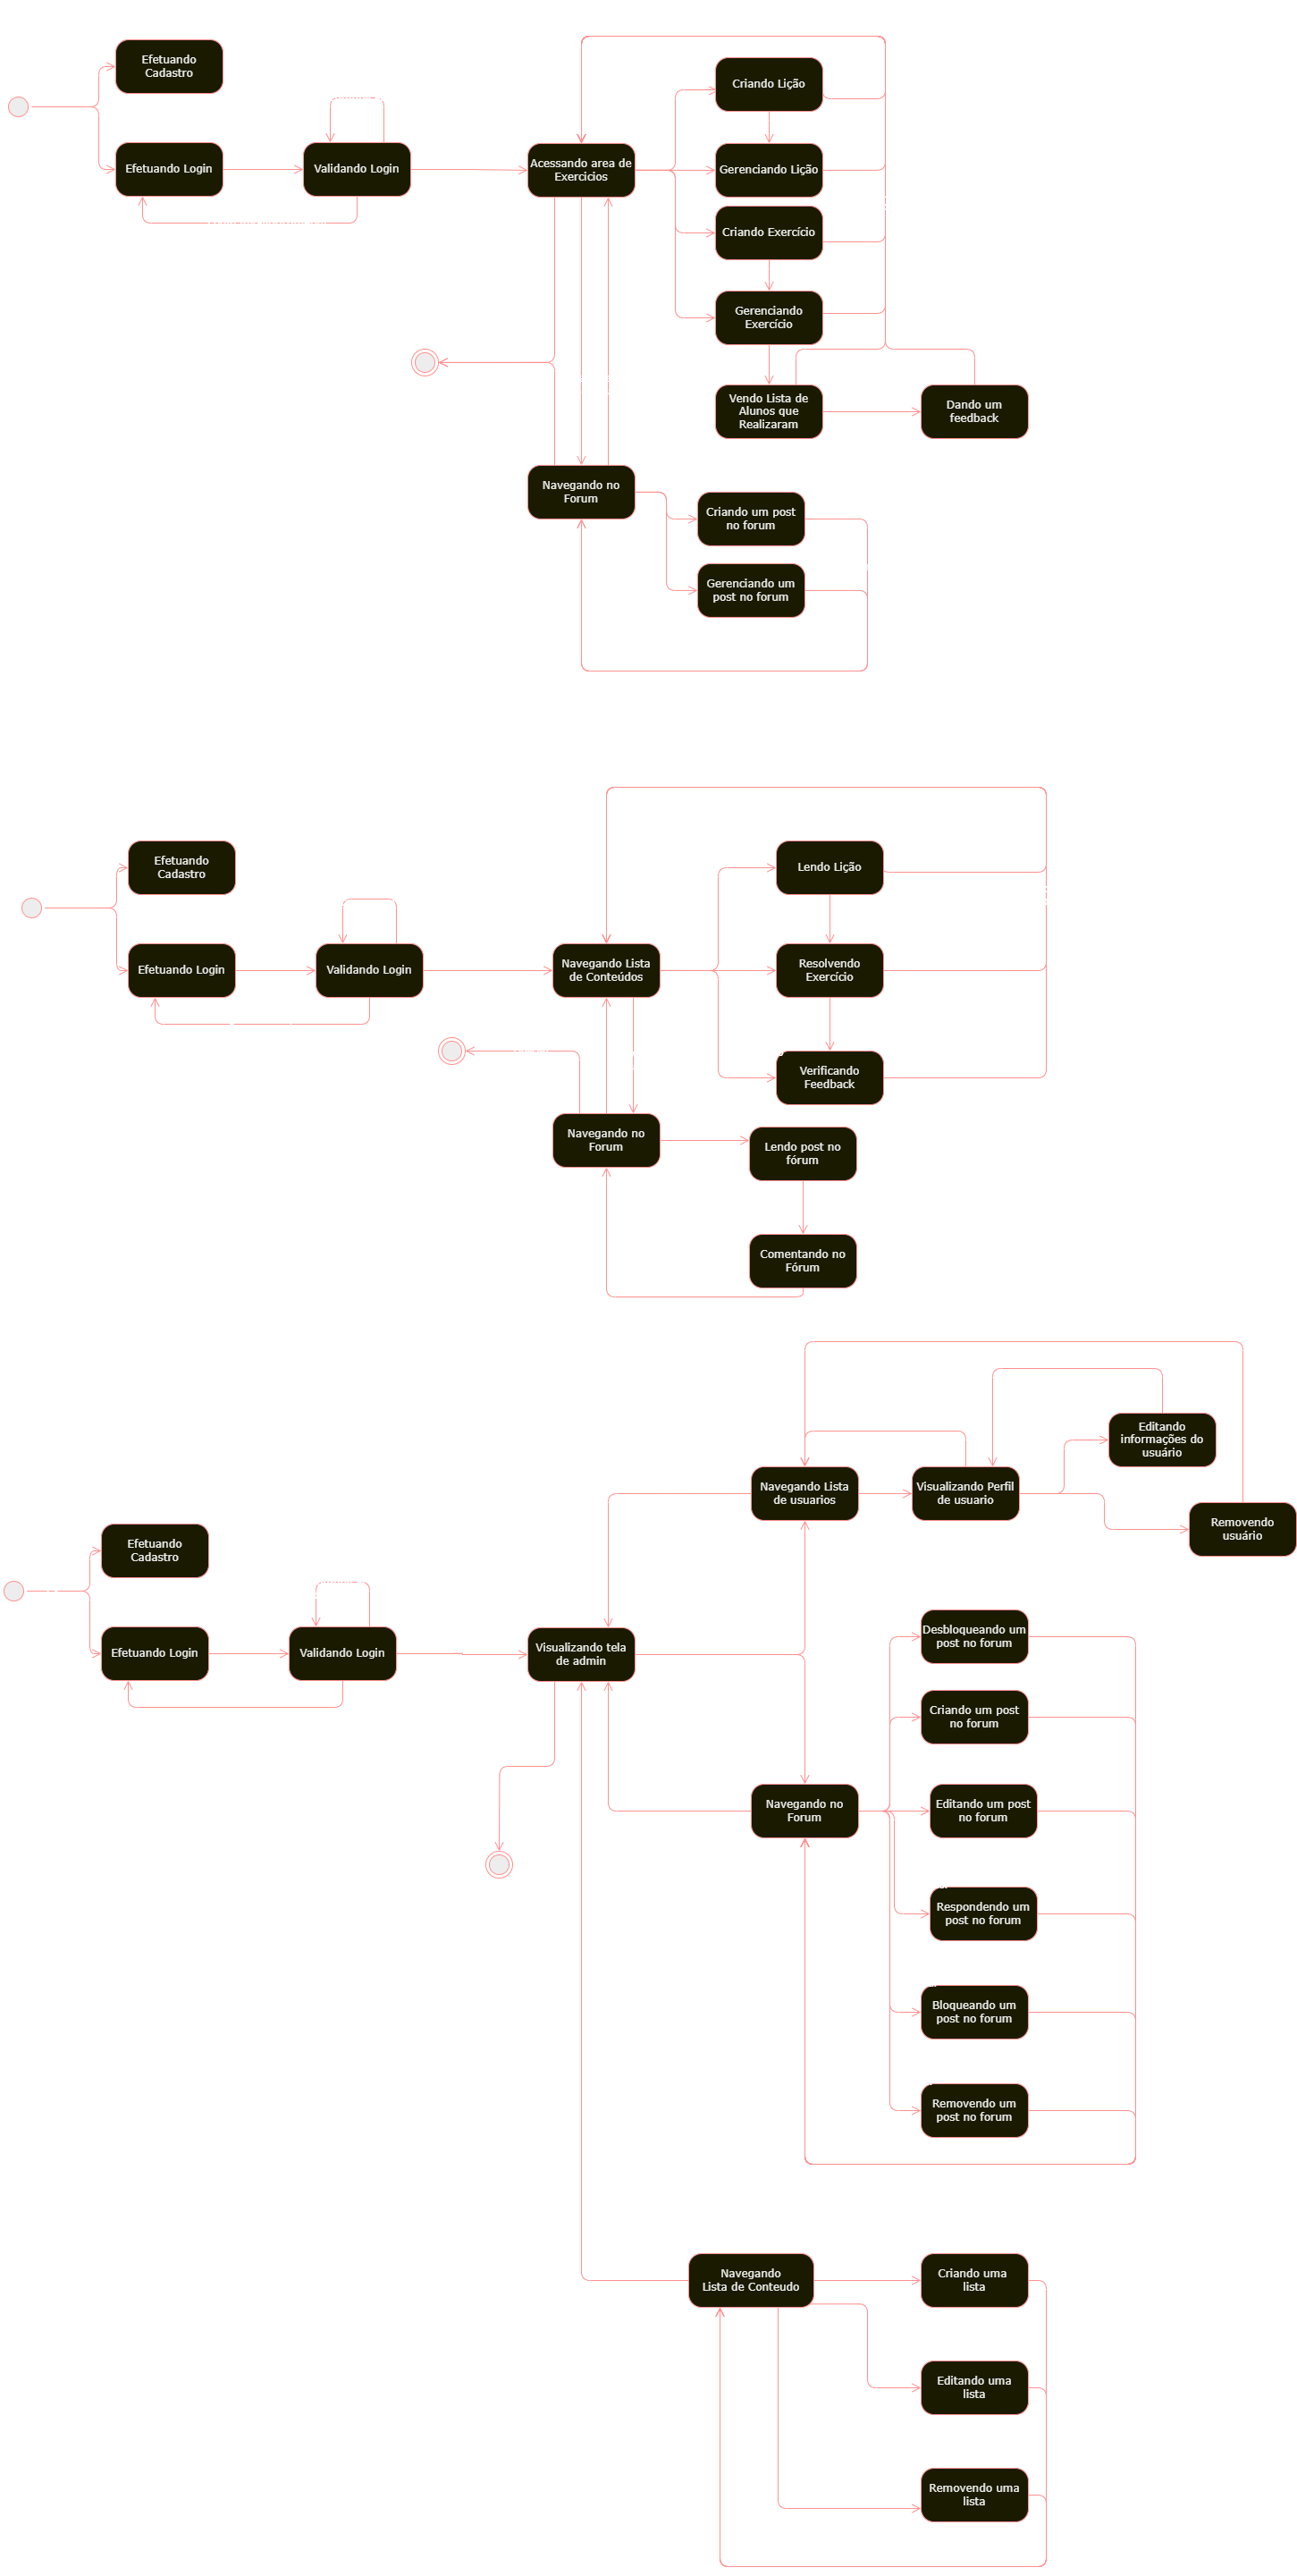 Efetuando
Cadastro
Efetuando Login
Validando Login
Acessando area de
Exercicios
Criando Lição
Gerenciando Lição
Criando Exercício
Gerenciando
Exercício
Vendo Lista de
Alunos que
Realizaram
Dando um
feedback
Navegando no
Forum
Criando um post
no forum
Gerenciando um
post no forum
Efetuando
Cadastro
Efetuando Login
Validando Login
Navegando Lista
de Conteúdos
Lendo Lição
Resolvendo
Exercício
Verificando
Feedback
Navegando no
Forum
Lendo post no
fórum
Comentando no
Fórum
Efetuando
Cadastro
Efetuando Login
Validando Login
Visualizando tela
de admin
Navegando Lista
de usuarios
Visualizando Perfil
de usuario
Editando
informações do
usuário
Removendo
usuário
Navegando no
Forum
Desbloqueando um
post no forum
Criando um post
no forum
Editando um post
no forum
Respondendo um
post no forum
Bloqueando um
post no forum
Removendo um
post no forum
Navegando
Lista de Conteudo
Criando uma
lista
Editando uma
lista
Removendo uma
lista